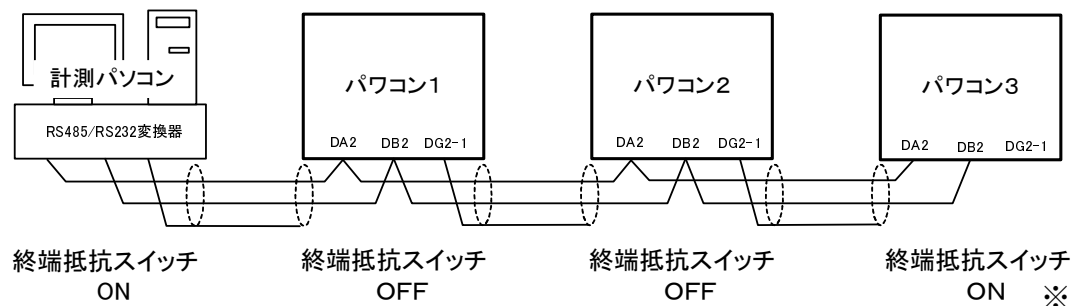 計測パソコン
RS485/RS232変換器
パワコン1
DA2 DB2 DG2-1
パワコン2
DA2 DB2 DG2-1
パワコン3
DA2 DB2 DG2-1
終端抵抗スイッチ
ON
終端抵抗スイッチ
OFF
終端抵抗スイッチ
OFF
終端抵抗スイッチ
ON ※